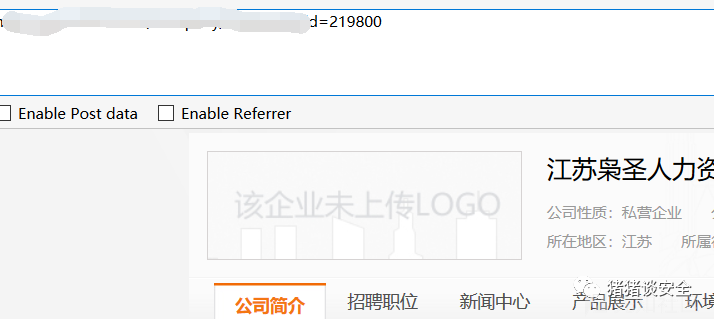 d=219800
Enable Post data Enable Referrer
该企业未上传LOGO
江苏枭圣人力资
公司性质：私营企业
所在地区：江苏 所属
猪猪谈安全
公司简介 招聘职位 新闻中心 产品展示 环境